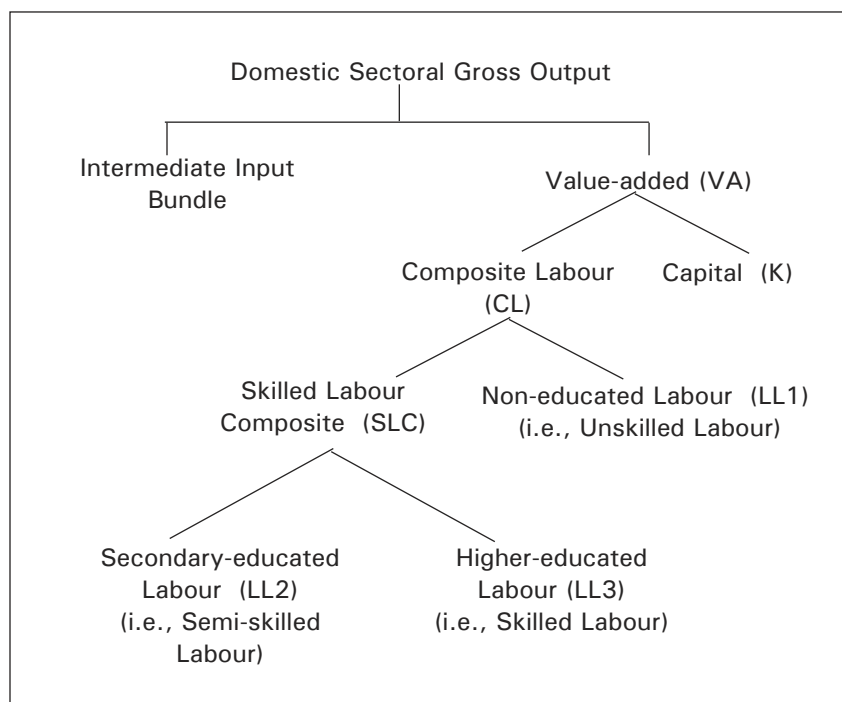 Domestic Sectoral Gross Output
Intermediate Input
Bundle
Value-added (VA)
Composite Labour
(CL)
Capital (K)
Skilled Labour
Composite (SLC)
Non-educated Labour (LL1)
(i.e., Unskilled Labour)
Secondary-educated
Labour (LL2)
(i.e., Semi-skilled
Labour)
Higher-educated
Labour (LL3)
(i.e., Skilled Labour)